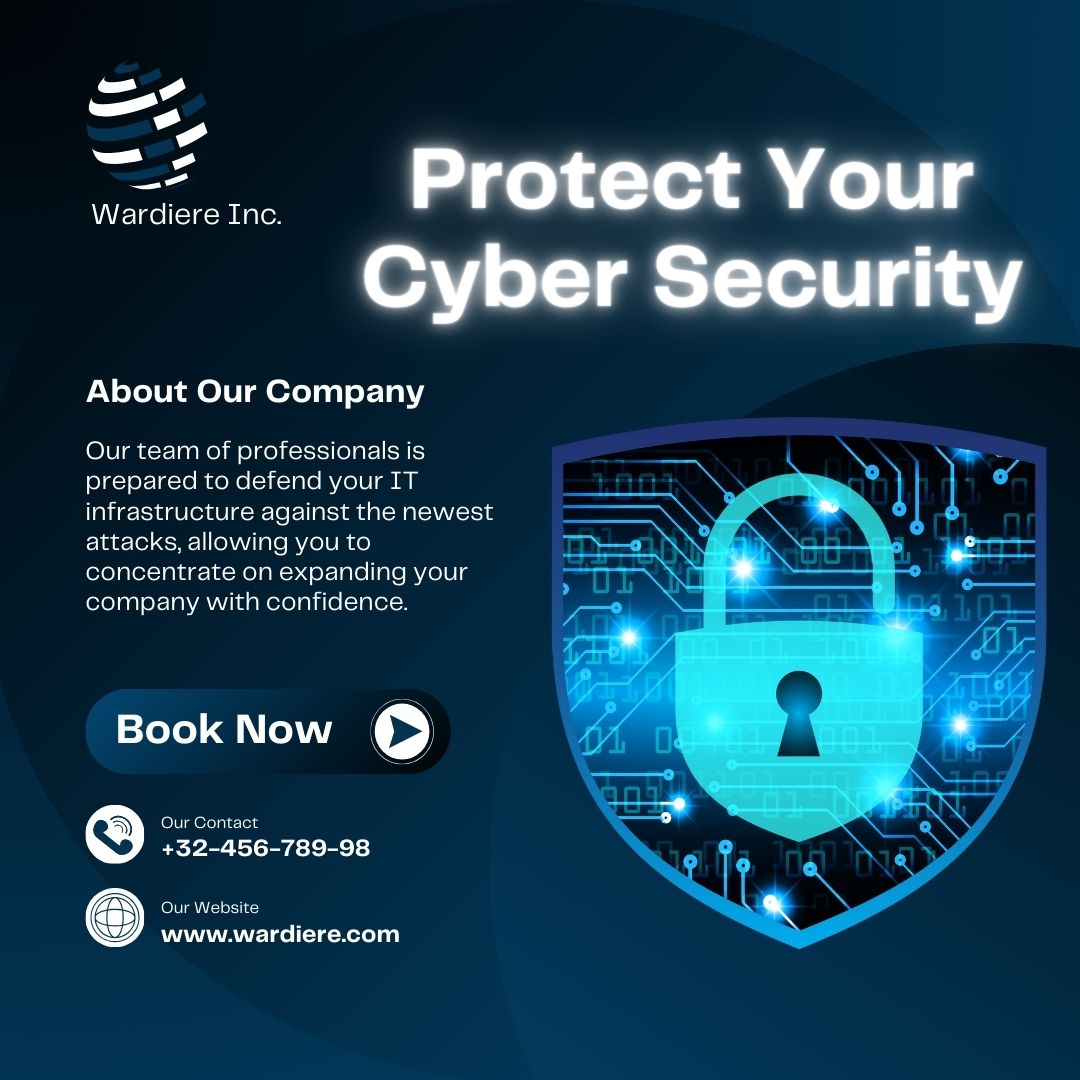 Wardiere Inc.
Protect Your
Cyber Security
About Our Company
Our team of professionals is
prepared to defend your IT
infrastructure against the newest
attacks, allowing you to
concentrate on expanding your
company with confidence.
Book Now
Our Contact
+32-456-789-98
Our Website
www.wardiere.com